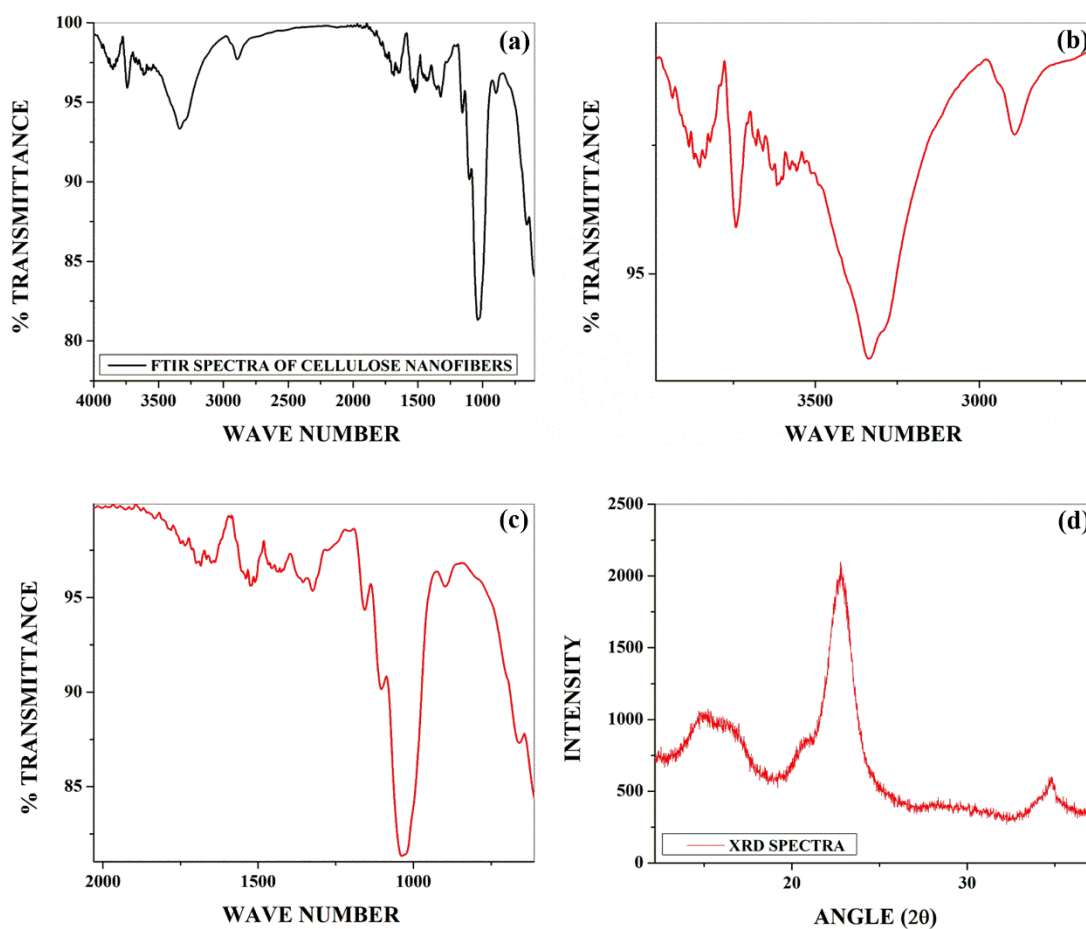 (a)
100
95
90
85
80
% TRANSMITTANCE
FTIR SPECTRA OF CELLULOSE NANOFIBERS
4000 3500 3000 2500 2000 1500 1000
WAVE NUMBER
(b)
95
% TRANSMITTANCE
3500 3000
WAVE NUMBER
(c)
95
90
85
% TRANSMITTANCE
2000 1500 1000
WAVE NUMBER
(d)
2500
2000
1500
1000
500
0
INTENSITY
XRD SPECTRA
20 30
ANGLE (2θ)